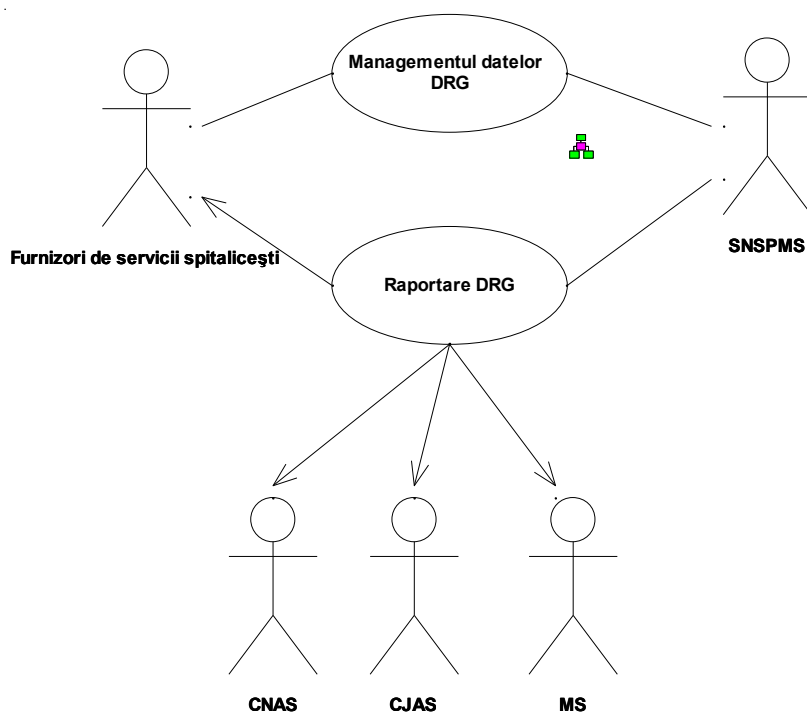 Managementul datelor
DRG
Furnizori de servicii spitaliceşti
SNSPMS
Raportare DRG
CNAS
CJAS
MS